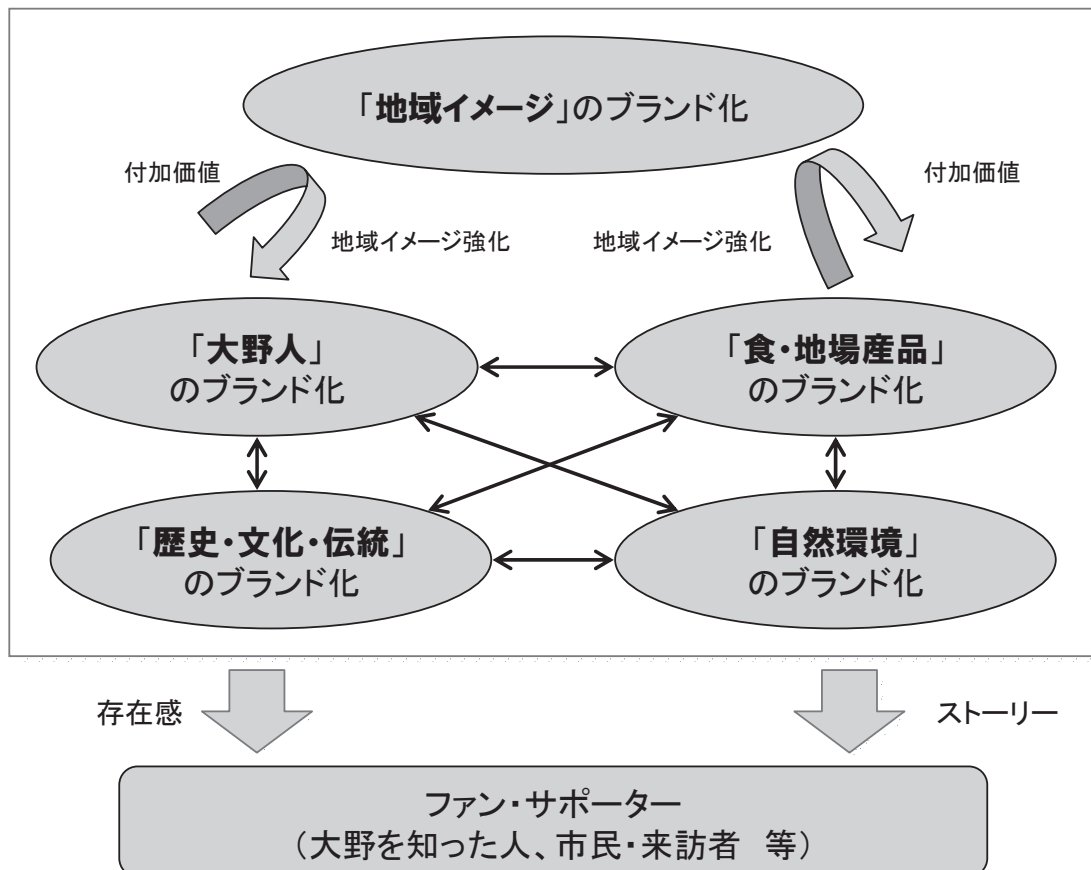 「地域イメージ」のブランド化
付加価値
付加価値
地域イメージ強化
地域イメージ強化
「大野人」
のブランド化
「食・地場産品」
のブランド化
「歴史・文化・伝統」
のブランド化
「自然環境」
のブランド化
存在感
ストーリー
ファン・サポーター
(大野を知った人、市民・来訪者　等)